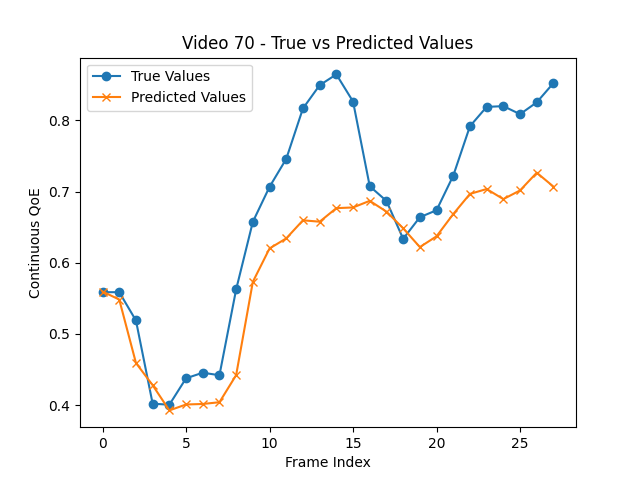 Video 70 - True vs Predicted Values
True Values
Predicted Values
0.8
0.7
0.6
0.5
0.4
Continuous QoE
0 5 10 15 20 25
Frame Index